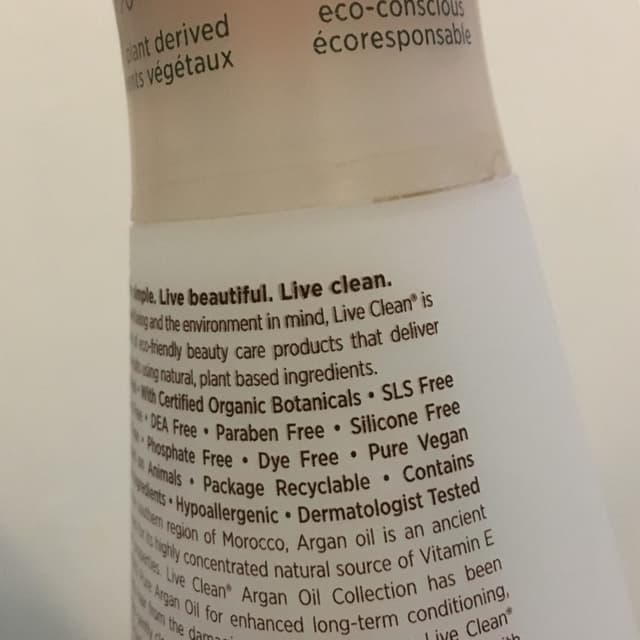 derived
végétaux
eco-conscious
écoresponsable
Live beautiful. Live clean.
and the environment in mind, Live Clean® is
eco-friendly beauty care products that deliver
using natural, plant based ingredients.
With Certified Organic Botanicals • SLS Free
• DEA Free • Paraben Free • Silicone Free
• Phosphate Free • Dye Free • Pure Vegan
Animals • Package Recyclable • Contains
• Hypoallergenic • Dermatologist Tested
region of Morocco, Argan oil is an ancient
its highly concentrated natural source of Vitamin E
Live Clean® Argan Oil Collection has been
Argan Oil for enhanced long-term conditioning,
from the
Live Clean®